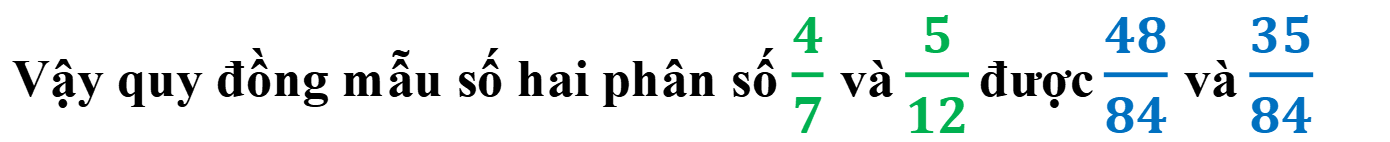 Vậy quy đồng mẫu số hai phân số 4/7 và 5/12 được 48/84 và 35/84